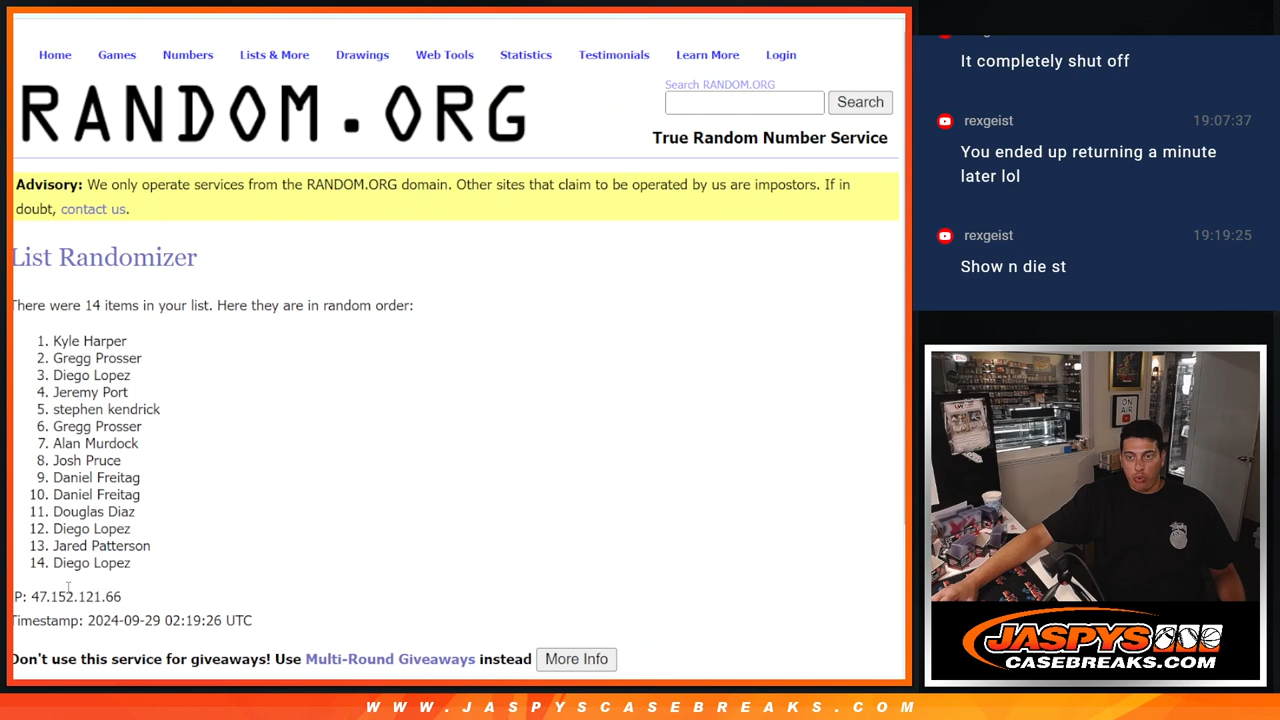 Home Games Numbers Lists & More Drawings Web Tools Statistics Testimonials Learn More Login
RANDOM.ORG
Search RANDOM.ORG
Search
True Random Number Service
Advisory: We only operate services from the RANDOM.ORG domain. Other sites that claim to be operated by us are impostors. If in
doubt, contact us.
List Randomizer
There were 14 items in your list. Here they are in random order:
1. Kyle Harper
2. Gregg Prosser
3. Diego Lopez
4. Jeremy Port
5. stephen kendrick
6. Gregg Prosser
7. Alan Murdock
8. Josh Pruce
9. Daniel Freitag
10. Daniel Freitag
11. Douglas Diaz
12. Diego Lopez
13. Jared Patterson
14. Diego Lopez
IP: 47.152.121.66
Timestamp: 2024-09-29 02:19:26 UTC
Don't use this service for giveaways! Use Multi-Round Giveaways instead More Info
It completely shut off
rexgeist 19:07:37
You ended up returning a minute
later lol
rexgeist 19:19:25
Show n die st
ON
AIR
JASPYS
CASEBREAKS.COM
WWW.JASPYSCASEBREAKS.COM